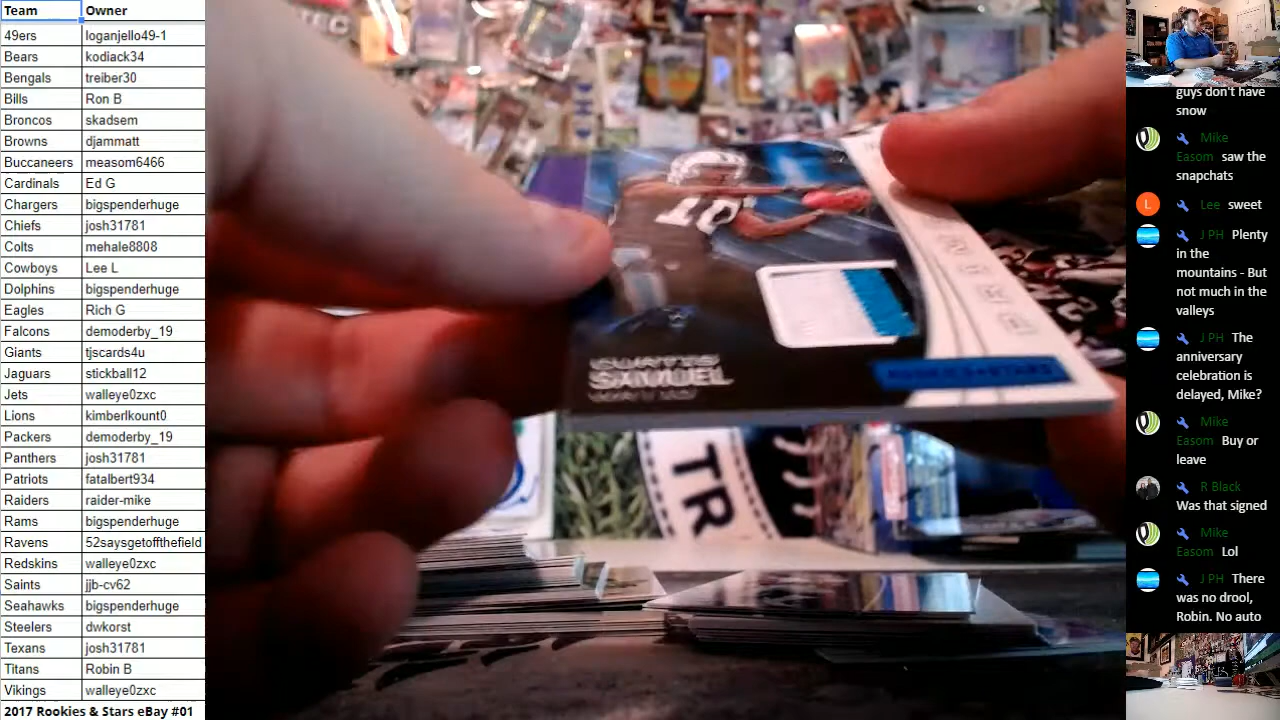 Team Owner
49ers loganjello49-1
Bears kodiack34
Bengals treiber30
Bills Ron B
Broncos skadsem
Browns djammatt
Buccaneers measom6466
Cardinals Ed G
Chargers bigspenderhuge
Chiefs josh31781
Colts mehale8808
Cowboys Lee L
Dolphins bigspenderhuge
Eagles Rich G
Falcons demoderby_19
Giants tjscards4u
Jaguars stickball12
Jets walleye0zxc
Lions kimberlkount0
Packers demoderby_19
Panthers josh31781
Patriots fatalbert934
Raiders raider-mike
Rams bigspenderhuge
Ravens 52saysgetoffthefield
Redskins walleye0zxc
Saints jjb-cv62
Seahawks bigspenderhuge
Steelers dwkorst
Texans josh31781
Titans Robin B
Vikings walleye0zxc
2017 Rookies & Stars eBay #01
10
CURTIS
SAMUEL
ROOKIES & STARS
TR
guys don't have
snow
Mike
Easom saw the
snapchats
L Lee sweet
J PH Plenty
in the
mountains - But
not much in the
valleys
J PH The
anniversary
celebration is
delayed, Mike?
Mike
Easom Buy or
leave
R Black
Was that signed
Mike
Easom Lol
J PH There
was no drool,
Robin. No auto